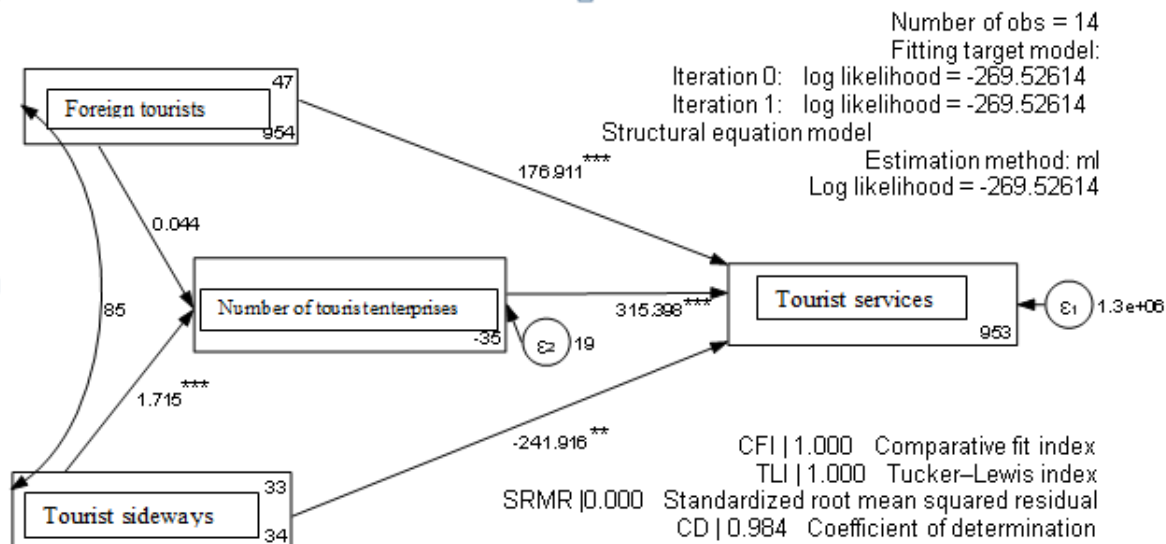 Number of obs = 14
Fitting target model:
Iteration 0: log likelihood = -269.52614
Iteration 1: log likelihood = -269.52614
Structural equation model
Estimation method: ml
Log likelihood = -269.52614
47
Foreign tourists
954
176.911***
0.044
85
Number of tourist enterprises
-35
ε2
19
315.398***
Tourist services
953
ε1
1.3e+06
1.715***
-241.916**
33
Tourist sideways
34
CFI | 1.000 Comparative fit index
TLI | 1.000 Tucker–Lewis index
SRMR |0.000 Standardized root mean squared residual
CD | 0.984 Coefficient of determination